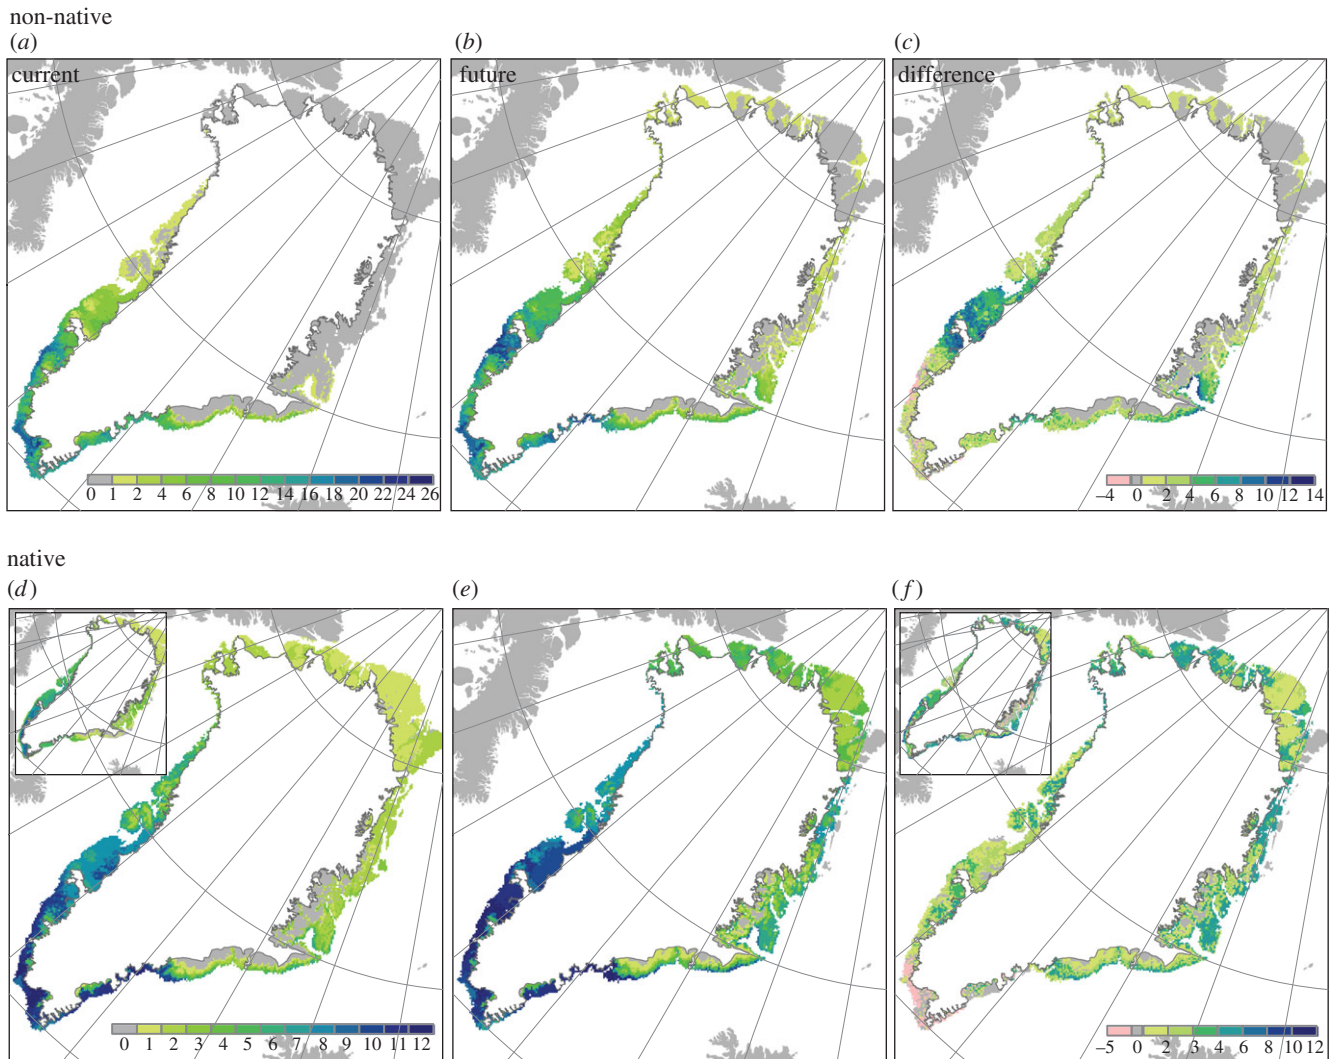 non-native
(a)
(b)
(c)
current
future
difference
0 1 2 4 6 8 10 12 14 16 18 20 22 24 26
−4 0 2 4 6 8 10 12 14
native
(d)
(e)
(f)
0 1 2 3 4 5 6 7 8 9 10 11 12
−5 0 2 3 4 6 8 10 12